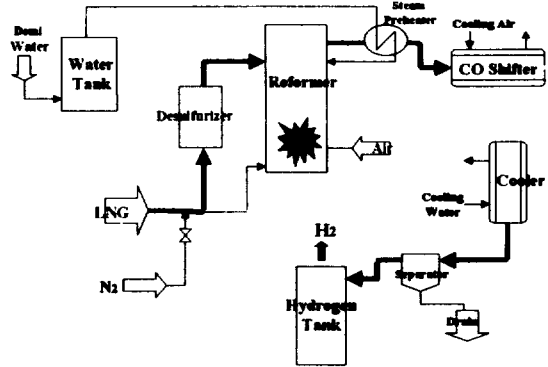 Steam
Preheater
Cooling Air
Demi
Water
Water
Tank
CO Shifter
Reformer
Desulfurizer
Air
Cooler
LNG
Cooling
Water
H2
N2
Separator
Hydrogen
Tank
Drain